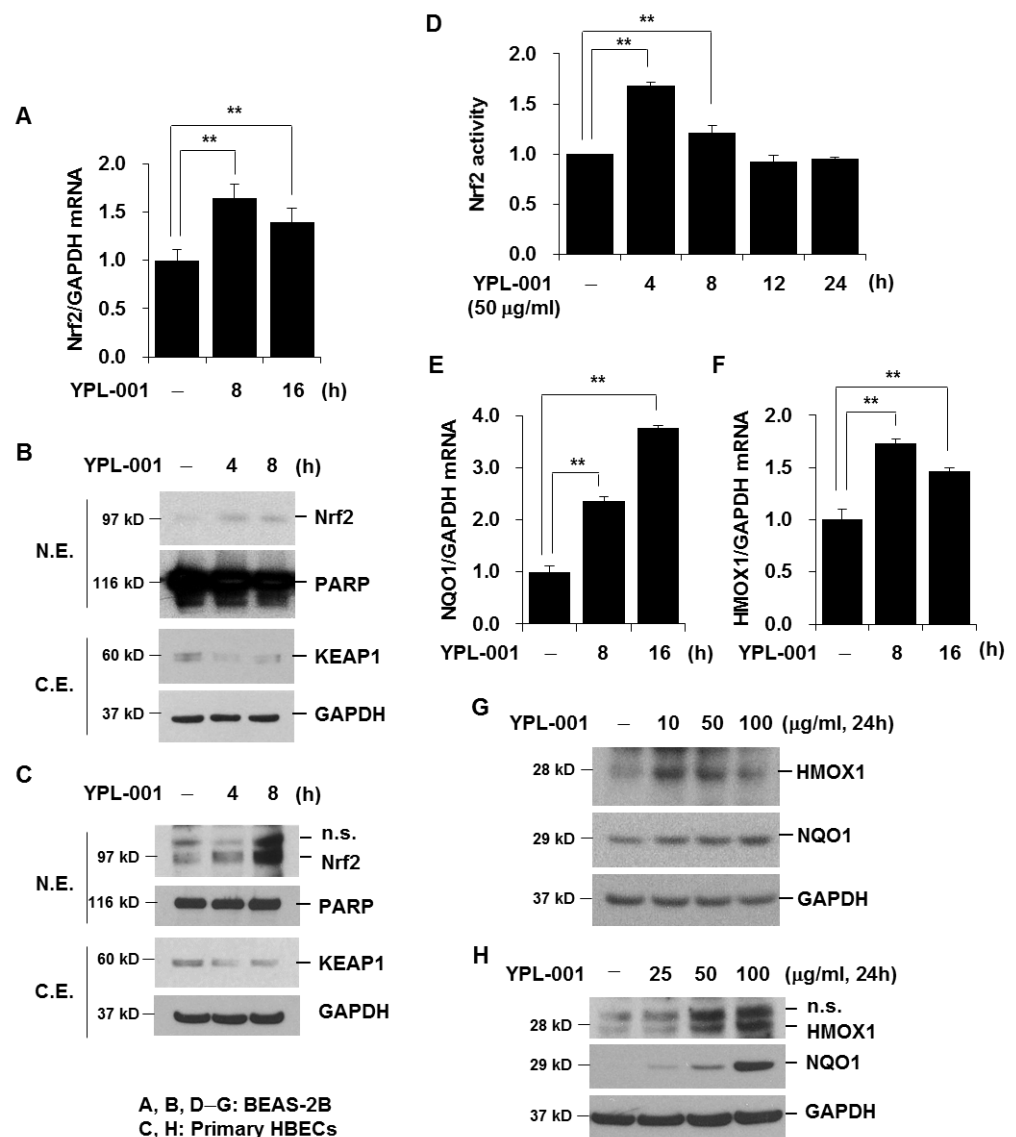 A
Nrf2/GAPDH mRNA
2.0
1.5
1.0
0.5
0.0
**
**
YPL-001 – 8 16 (h)
B
YPL-001 – 4 8 (h)
N.E.
97 kD
Nrf2
116 kD
PARP
C.E.
60 kD
KEAP1
37 kD
GAPDH
C
YPL-001 – 4 8 (h)
N.E.
n.s.
97 kD
Nrf2
116 kD
PARP
C.E.
60 kD
KEAP1
37 kD
GAPDH
A, B, D–G: BEAS-2B
C, H: Primary HBECs
D
Nrf2 activity
2.0
1.5
1.0
0.5
0.0
**
**
YPL-001 – 4 8 12 24 (h)
(50 μg/ml)
E
NQO1/GAPDH mRNA
4.0
3.0
2.0
1.0
0.0
**
**
YPL-001 – 8 16 (h)
F
HMOX1/GAPDH mRNA
2.0
1.5
1.0
0.5
0.0
**
**
YPL-001 – 8 16 (h)
G
YPL-001 – 10 50 100 (μg/ml, 24h)
28 kD
HMOX1
29 kD
NQO1
37 kD
GAPDH
H
YPL-001 – 25 50 100 (μg/ml, 24h)
n.s.
28 kD
HMOX1
29 kD
NQO1
37 kD
GAPDH